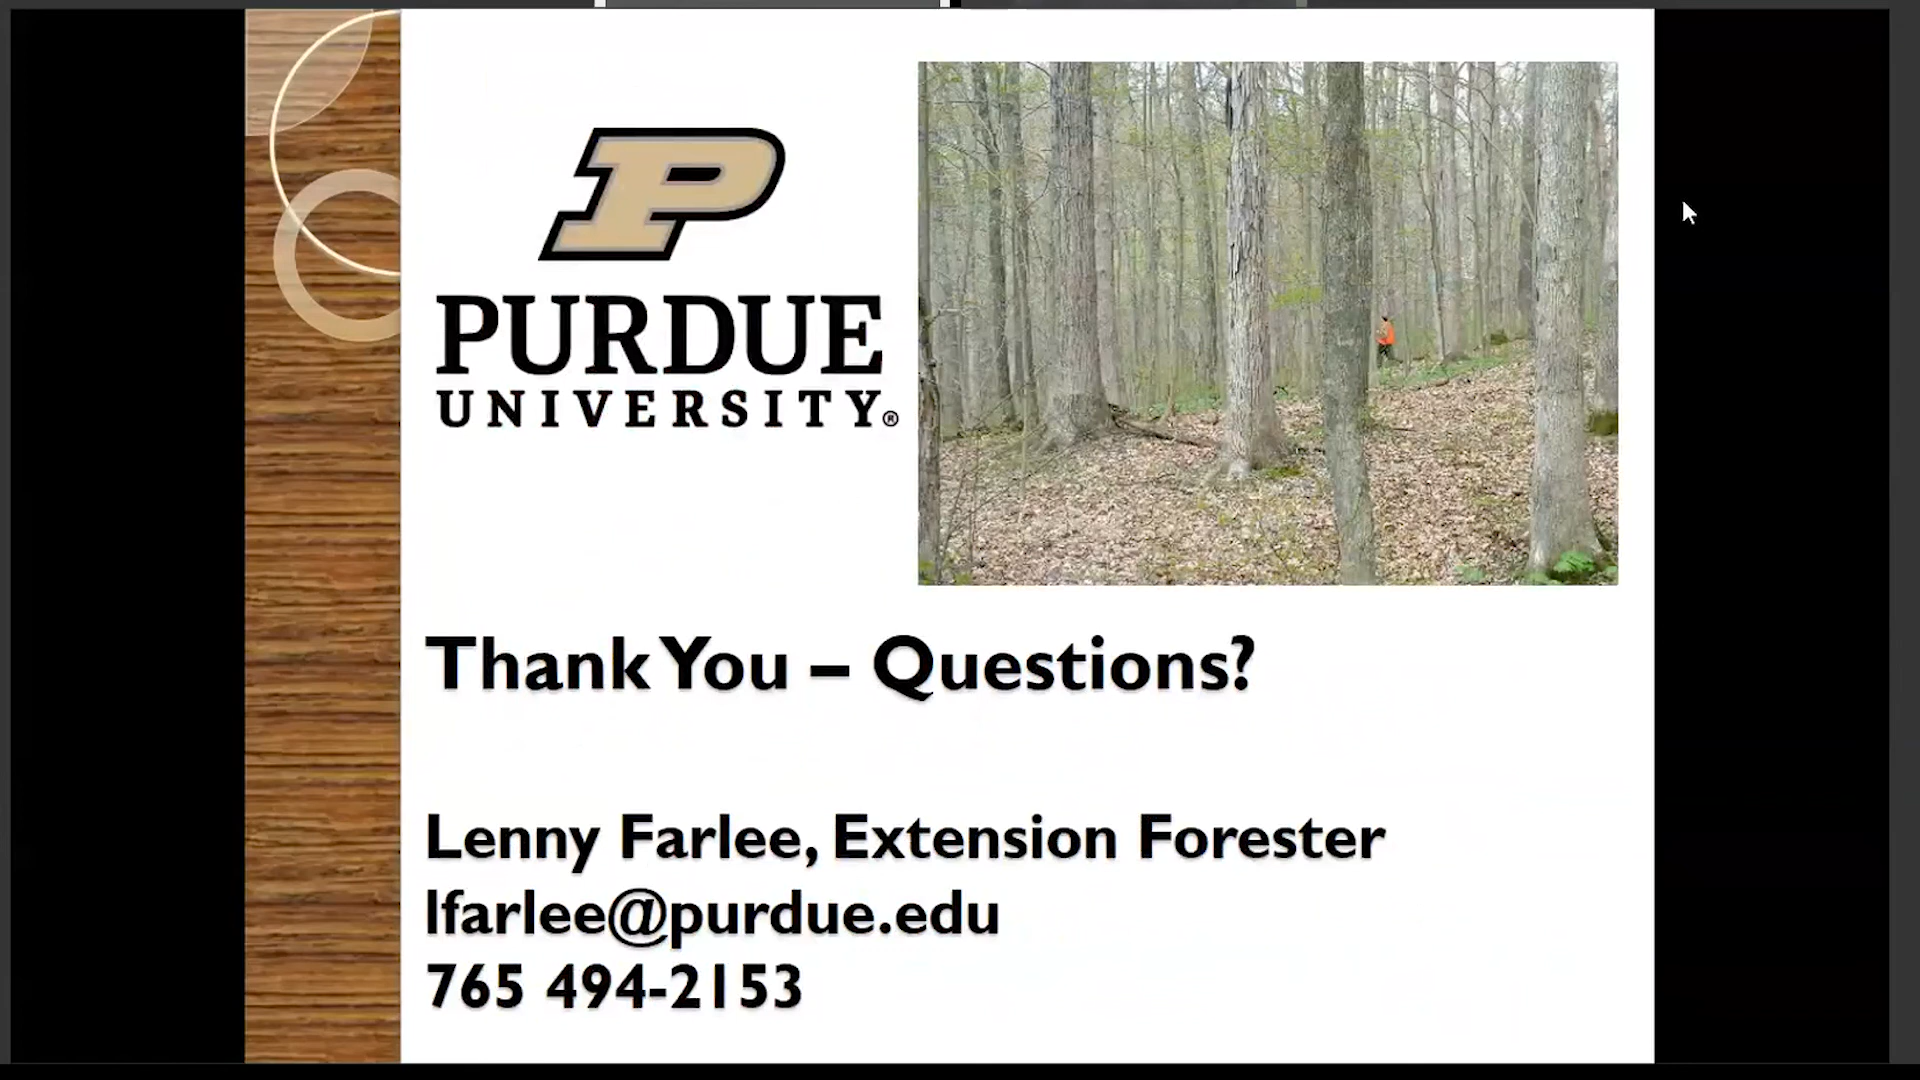 P
PURDUE
UNIVERSITY®
Thank You – Questions?
Lenny Farlee, Extension Forester
lfarlee@purdue.edu
765 494-2153